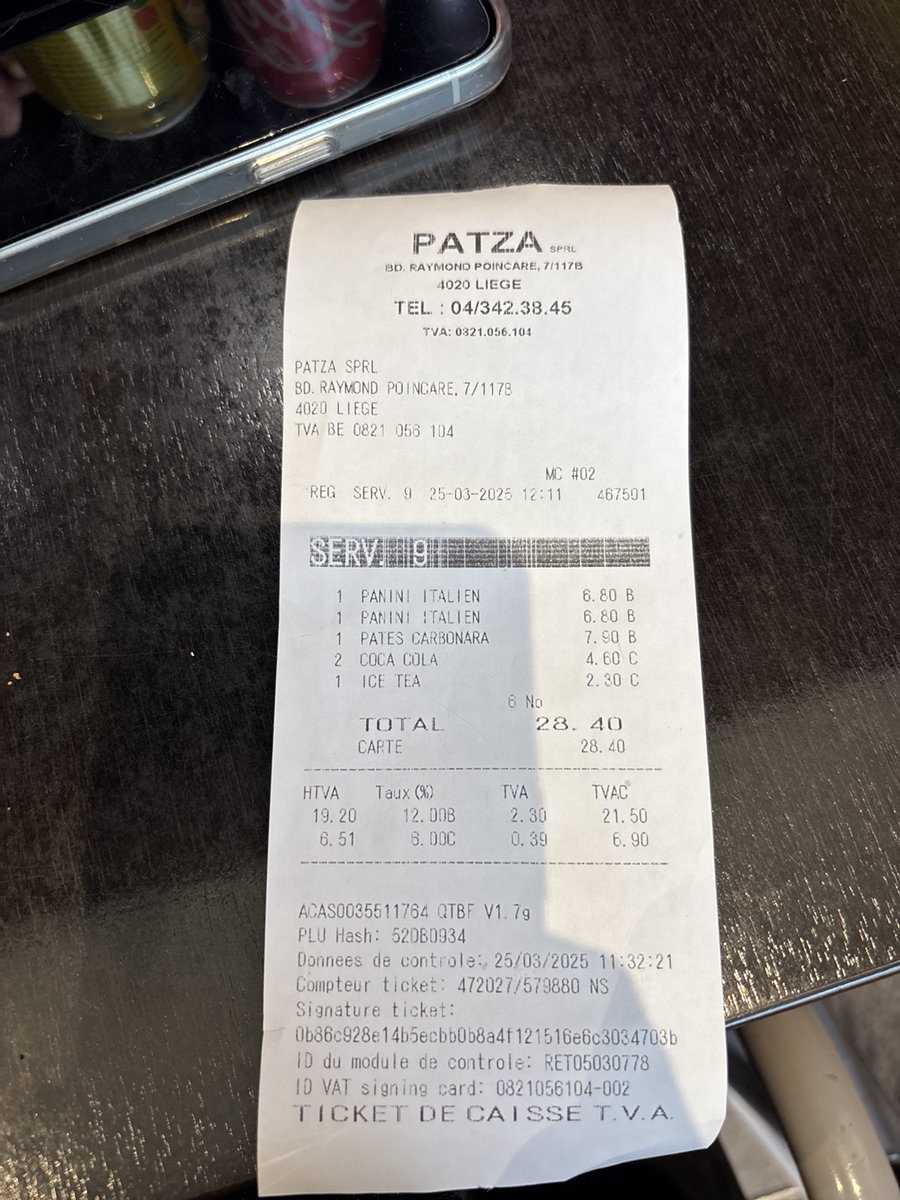 PATZA SPRL
BD. RAYMOND POINCARE, 7/117B
4020 LIEGE
TEL : 04/342.38.45
TVA: 0821.056.104
PATZA SPRL
BD. RAYMOND POINCARE, 7/117B
4020 LIEGE
TVA BE 0821 056 104
MC #02
REG SERV. 9 25-03-2025 12:11 467501
SERV. 9
1 PANINI ITALIEN 6.80 B
1 PANINI ITALIEN 6.80 B
1 PATES CARBONARA 7.90 B
2 COCA COLA 4.60 C
1 ICE TEA 2.30 C
6 No
TOTAL 28.40
CARTE 28.40
HTVA Taux (%) TVA TVAC
19.20 12.00B 2.30 21.50
6.51 6.00C 0.39 6.90
ACAS0035511764 QTBF V1.7g
PLU Hash: 52DB0934
Donnees de controle: 25/03/2025 11:32:21
Compteur ticket: 472027/579880 NS
Signature ticket:
0b86c928e14b5ecbb0b8a4f121516e6c3034703b
ID du module de controle: RET05030778
ID VAT signing card: 0821056104-002
TICKET DE CAISSE T.V.A.